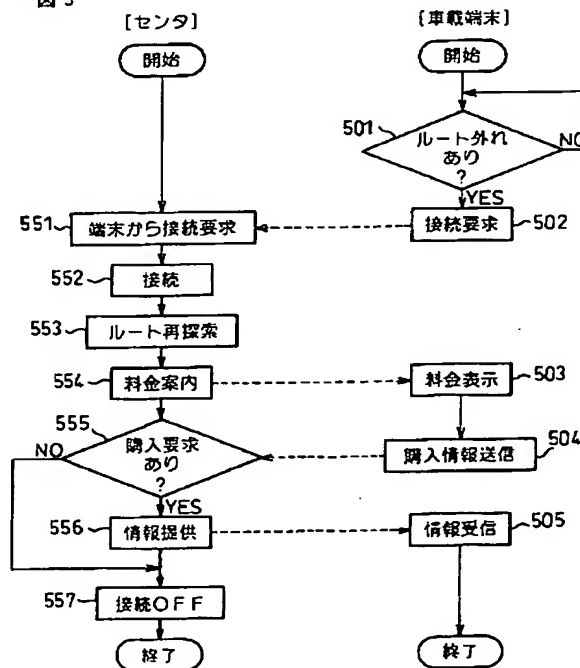 図5
[センタ]
[車載端末]
開始
開始
501
ルート外れ
あり
?
NO
YES
551
端末から接続要求
接続要求
502
552
接続
553
ルート再探索
554
料金案内
料金表示
503
555
NO
購入要求
あり
?
購入情報送信
504
YES
556
情報提供
情報受信
505
557
接続OFF
終了
終了